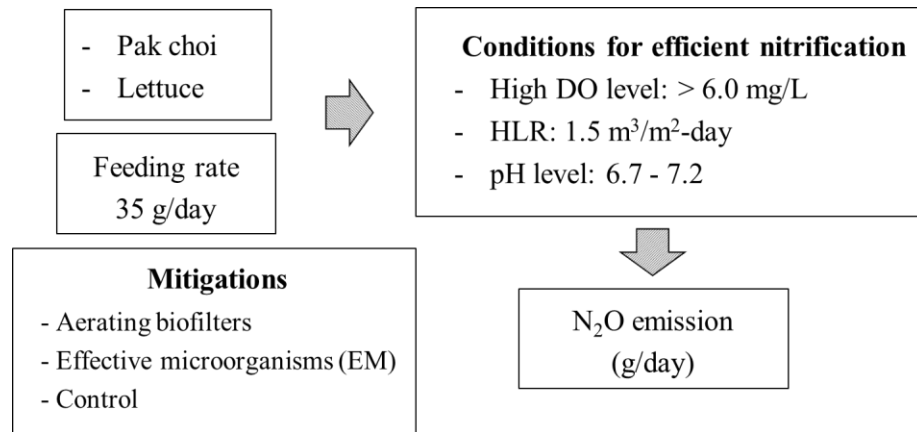 - Pak choi
- Lettuce
Feeding rate
35 g/day
Mitigations
- Aerating biofilters
- Effective microorganisms (EM)
- Control
Conditions for efficient nitrification
- High DO level: > 6.0 mg/L
- HLR: 1.5 m³/m²-day
- pH level: 6.7 - 7.2
N₂O emission
(g/day)